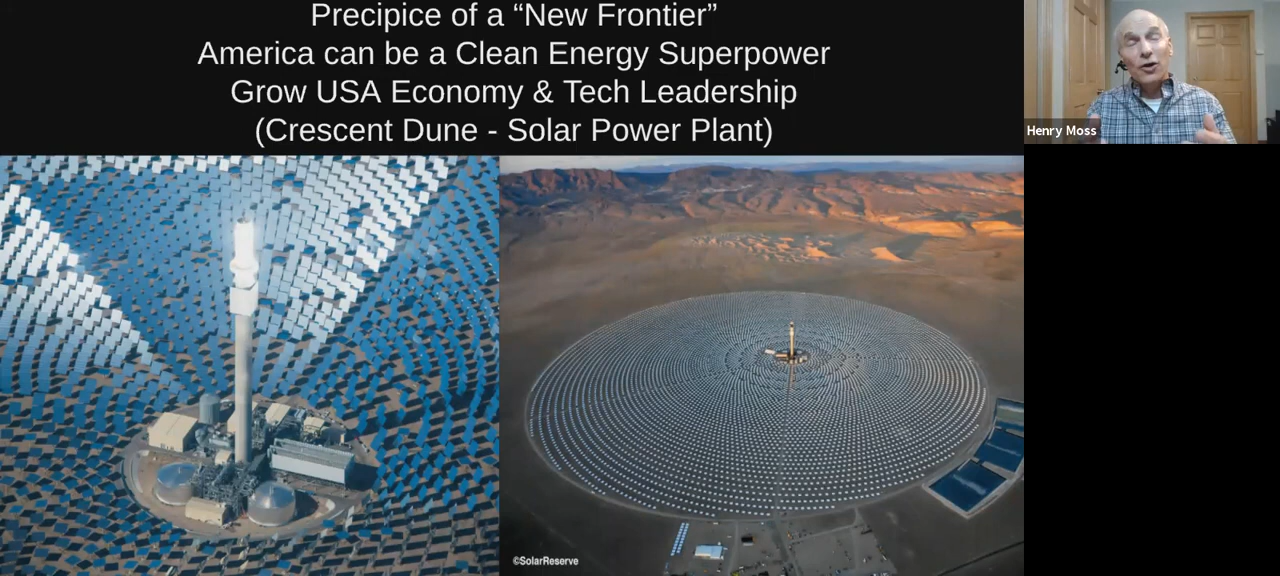 Precipice of a “New Frontier”
America can be a Clean Energy Superpower
Grow USA Economy & Tech Leadership
(Crescent Dune - Solar Power Plant)
Henry Moss
©SolarReserve